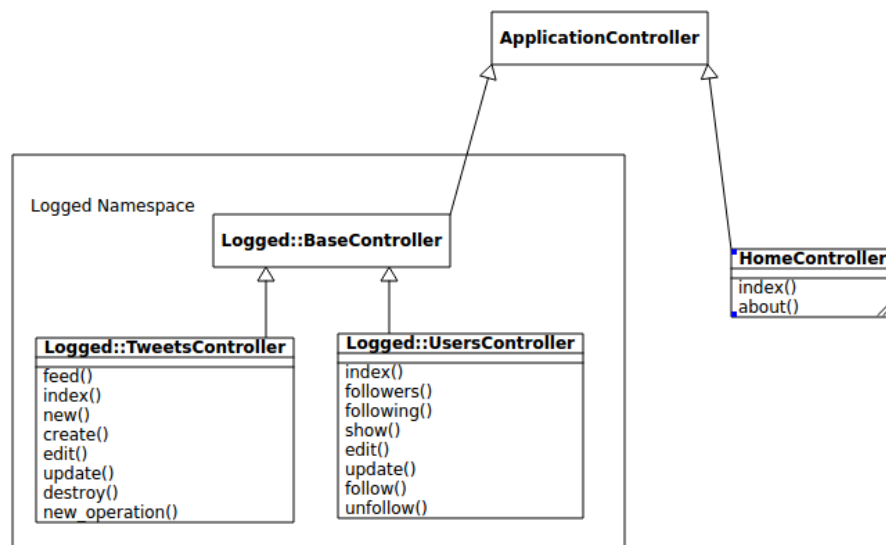 ApplicationController
Logged Namespace
Logged::BaseController
HomeController
index()
about()
Logged::TweetsController
feed()
index()
new()
create()
edit()
update()
destroy()
new_operation()
Logged::UsersController
index()
followers()
following()
show()
edit()
update()
follow()
unfollow()